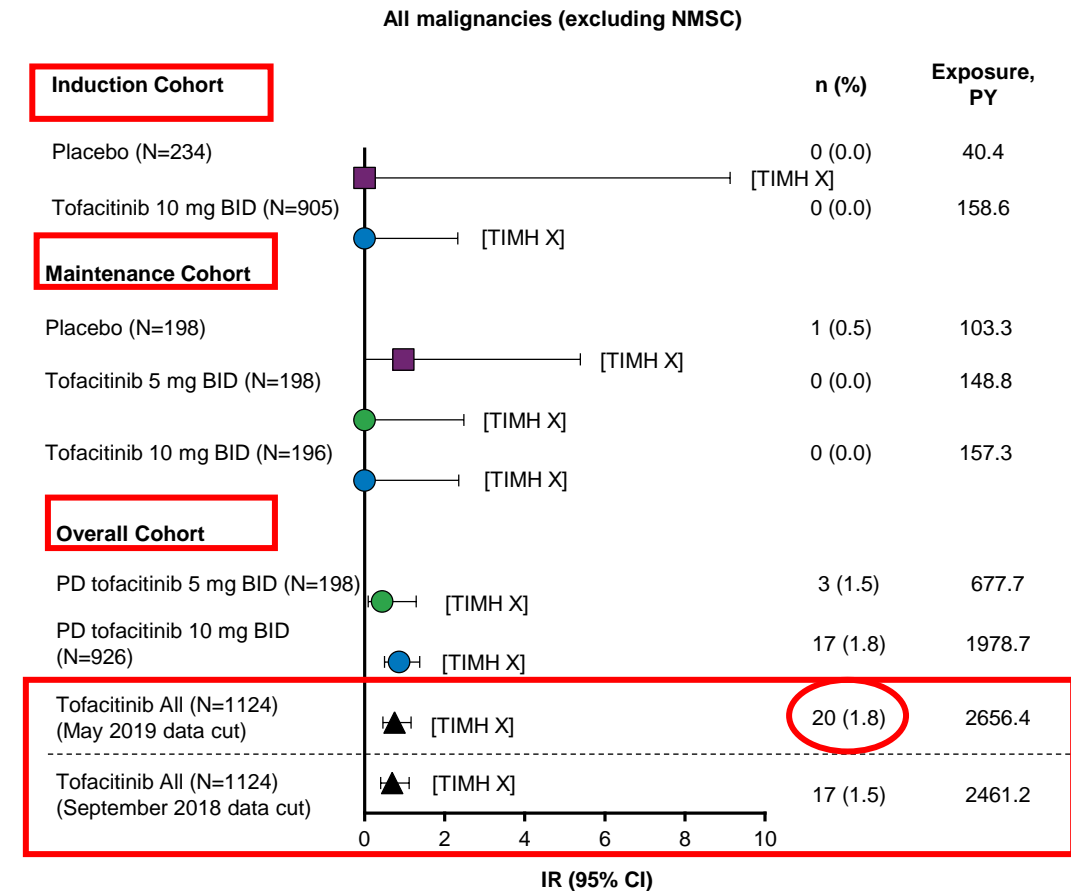 All malignancies (excluding NMSC)
Induction Cohort
n (%)
Exposure,
PY
Placebo (N=234)
0 (0.0)
40.4
[TIMH X]
Tofacitinib 10 mg BID (N=905)
0 (0.0)
158.6
[TIMH X]
Maintenance Cohort
Placebo (N=198)
1 (0.5)
103.3
[TIMH X]
Tofacitinib 5 mg BID (N=198)
0 (0.0)
148.8
[TIMH X]
Tofacitinib 10 mg BID (N=196)
0 (0.0)
157.3
[TIMH X]
Overall Cohort
PD tofacitinib 5 mg BID (N=198)
3 (1.5)
677.7
[TIMH X]
PD tofacitinib 10 mg BID
(N=926)
17 (1.8)
1978.7
[TIMH X]
Tofacitinib All (N=1124)
(May 2019 data cut)
[TIMH X]
20 (1.8)
2656.4
Tofacitinib All (N=1124)
(September 2018 data cut)
[TIMH X]
17 (1.5)
2461.2
0 2 4 6 8 10
IR (95% CI)